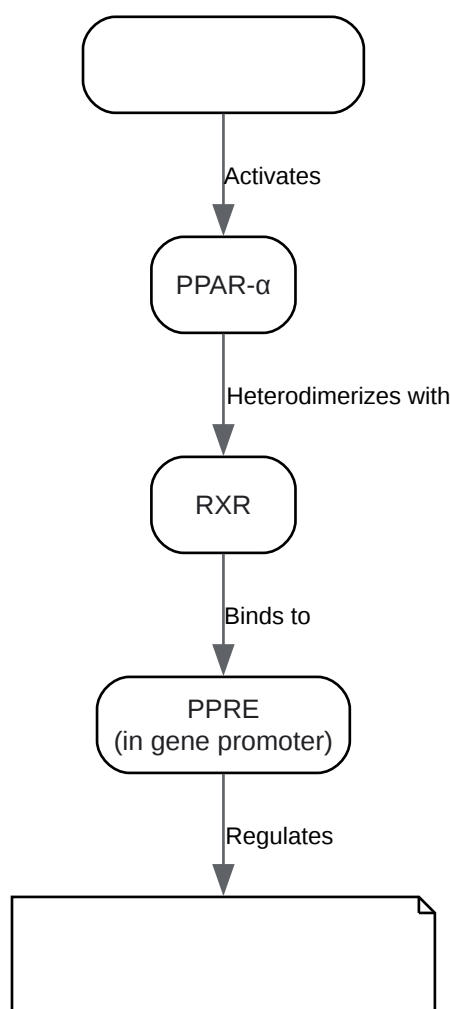 Activates
PPAR-α
Heterodimerizes with
RXR
Binds to
PPRE
(in gene promoter)
Regulates